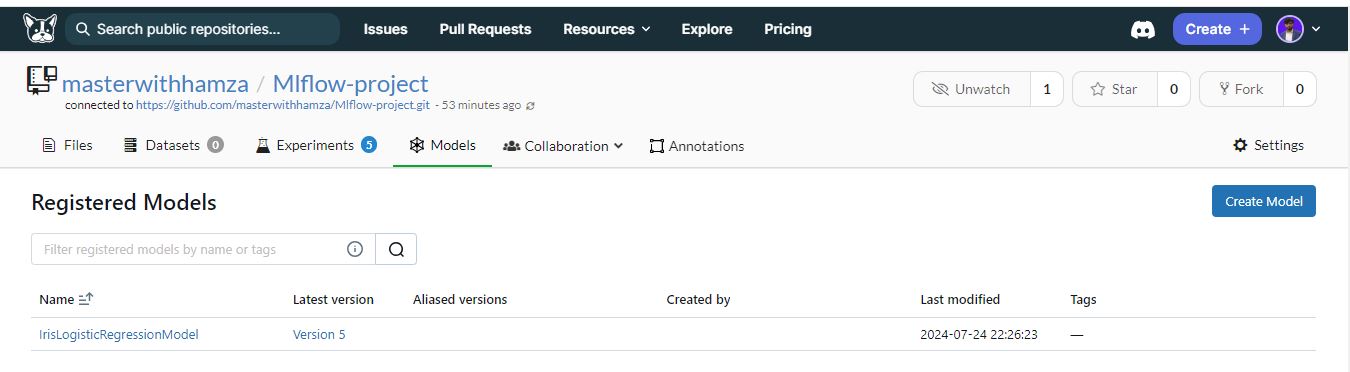 Search public repositories... Issues Pull Requests Resources Explore Pricing Create +
masterwithhamza / Mlflow-project Unwatch 1 Star 0 Fork 0
connected to https://github.com/masterwithhamza/Mlflow-project.git - 53 minutes ago
Files Datasets 0 Experiments 5 Models Collaboration Annotations Settings
Registered Models Create Model
Filter registered models by name or tags
Name Latest version Aliased versions Created by Last modified Tags
IrisLogisticRegressionModel Version 5 2024-07-24 22:26:23 —